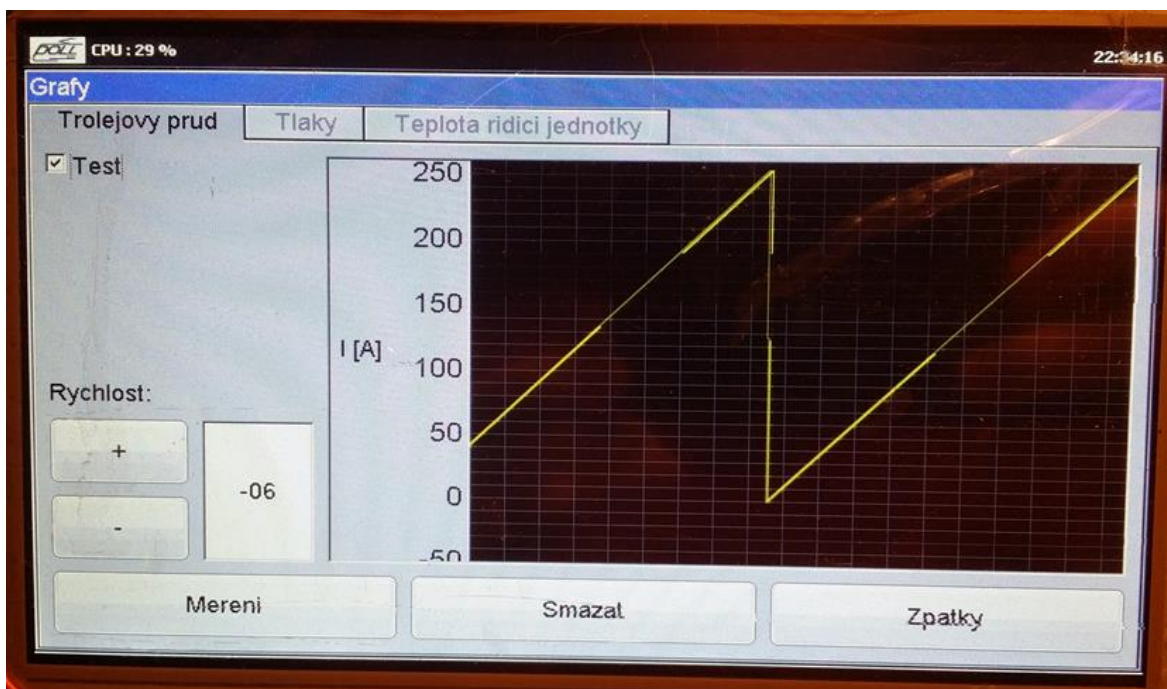 POLL CPU : 29 %
22:34:16
Grafy
Trolejovy prud
Tlaky
Teplota ridici jednotky
Test
250
200
150
I [A]
100
50
0
-50
Rychlost:
+
-06
-
Mereni
Smazat
Zpatky